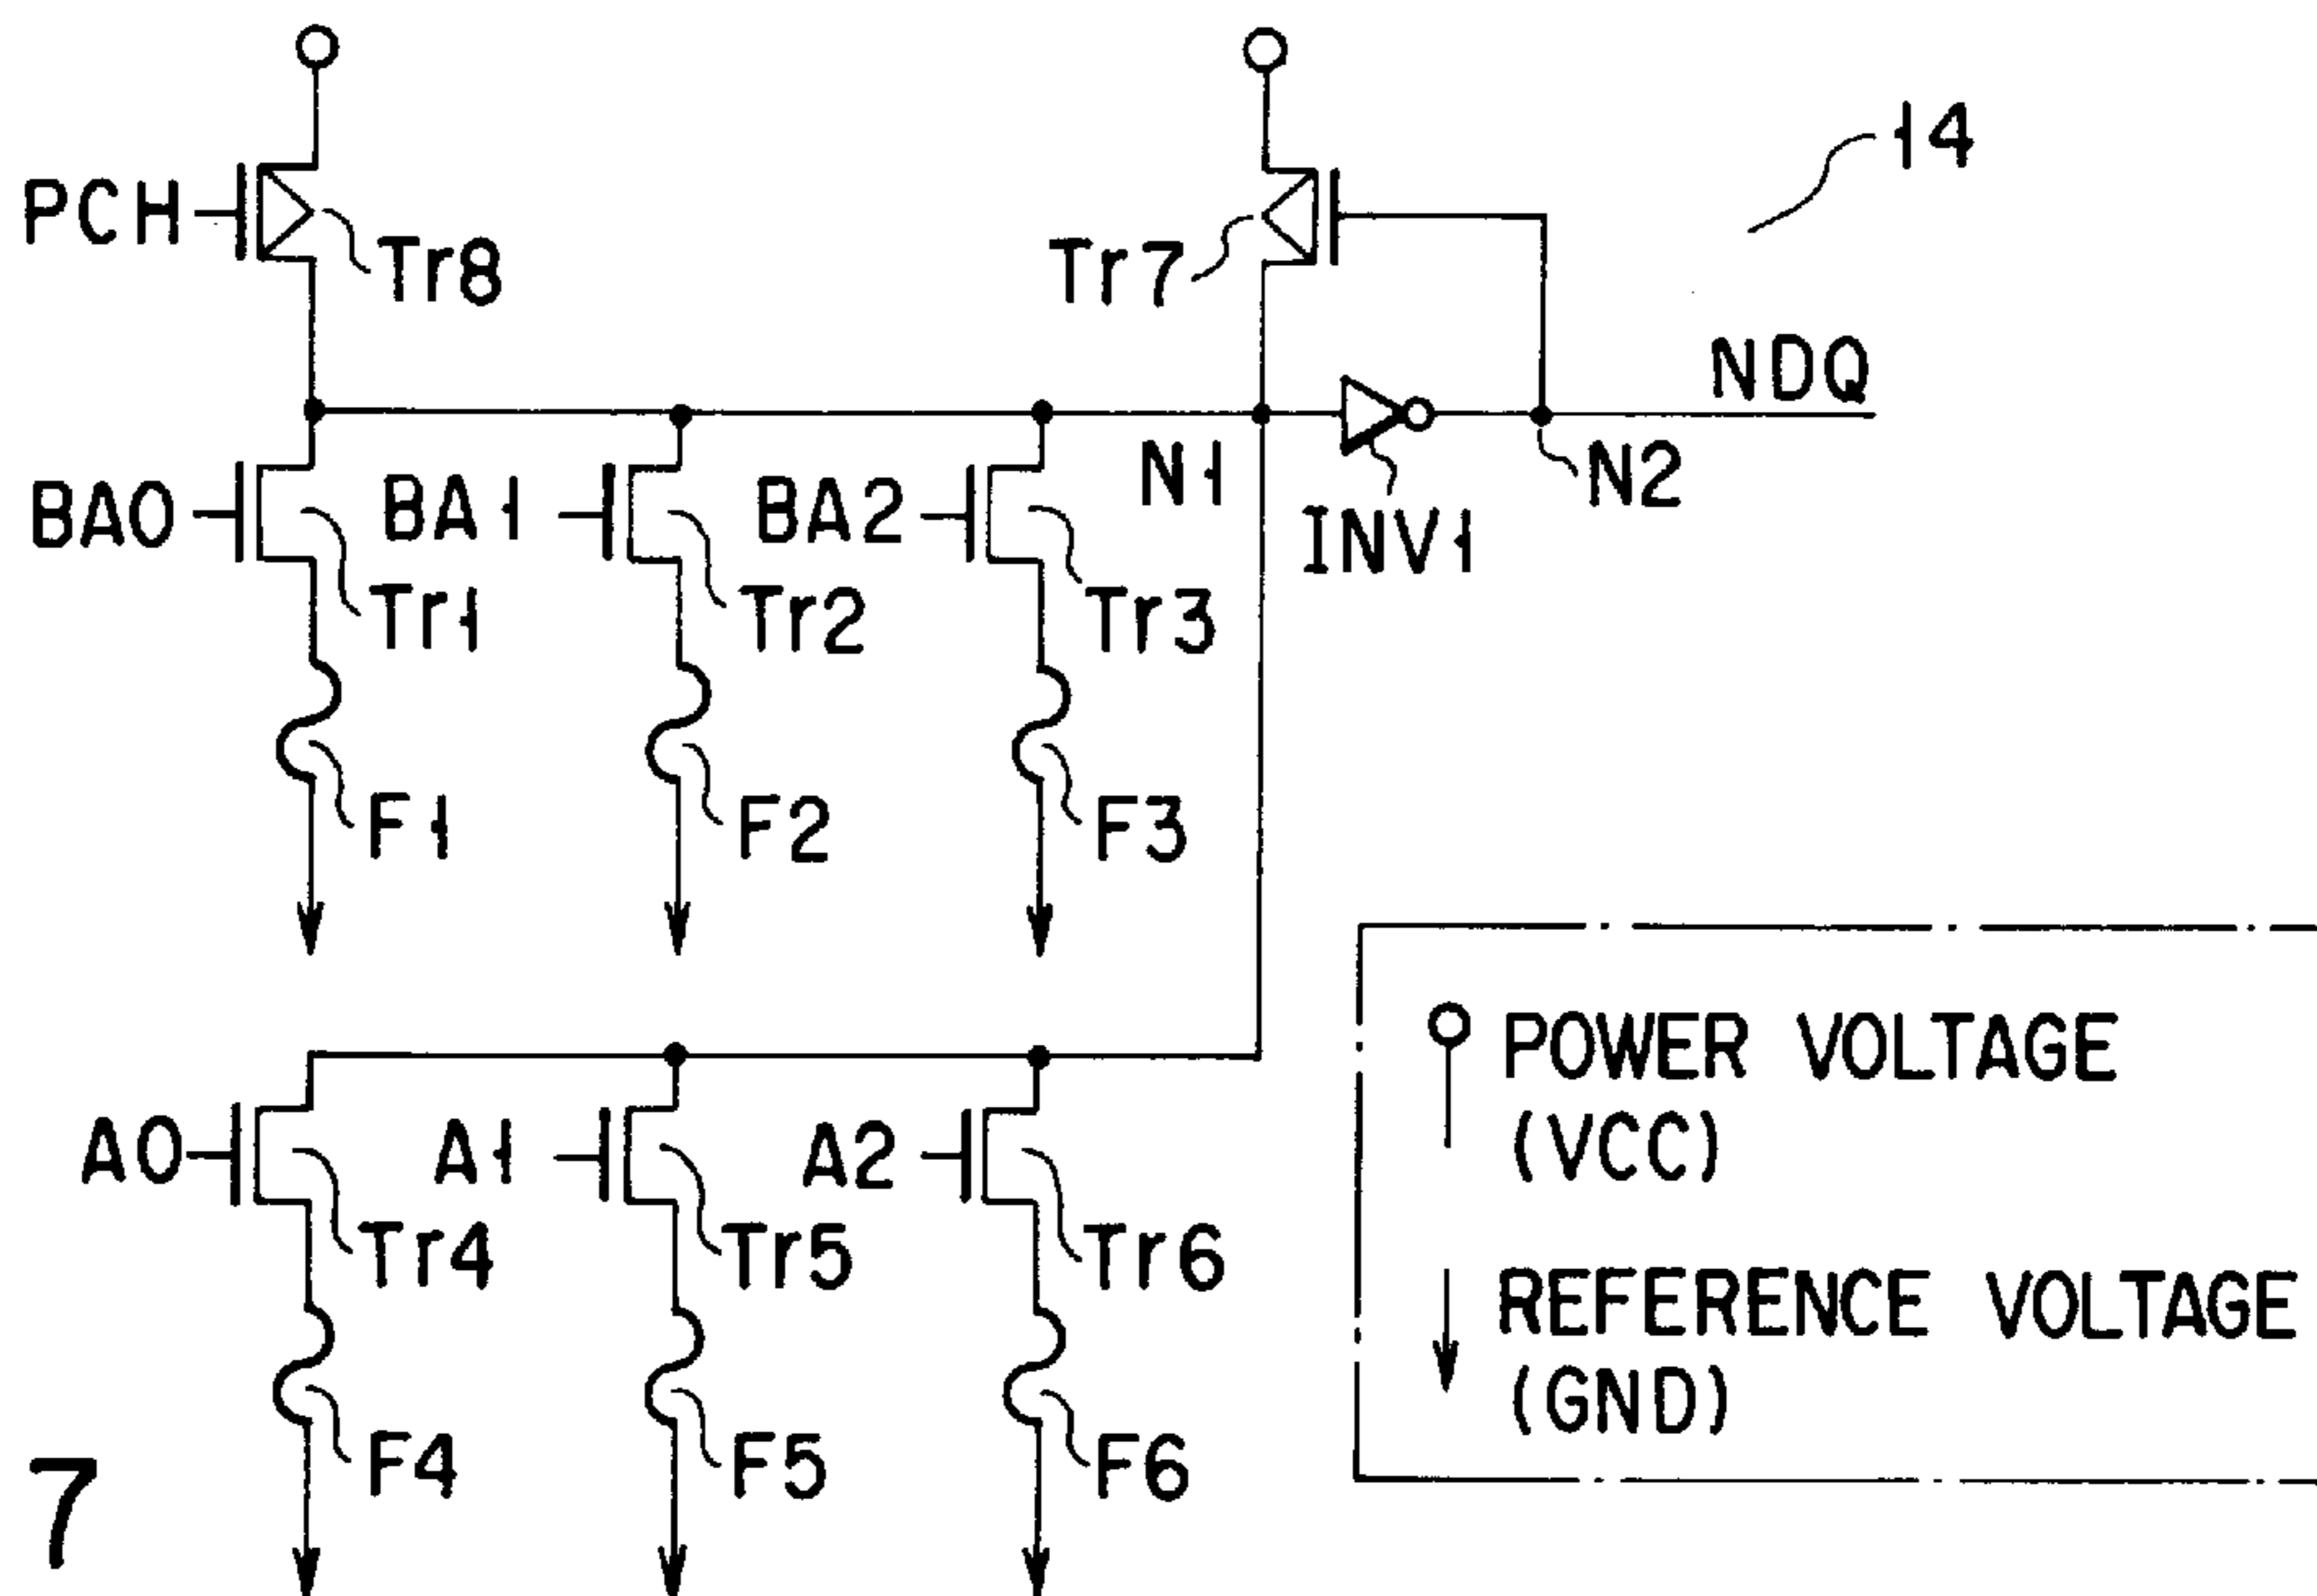 14
PCH
Tr8
Tr7
NDQ
N1
N2
INV1
BA0
BA1
BA2
Tr1
Tr2
Tr3
F1
F2
F3
POWER VOLTAGE
(VCC)
REFERENCE VOLTAGE
(GND)
A0
A1
A2
Tr4
Tr5
Tr6
F4
F5
F6
7